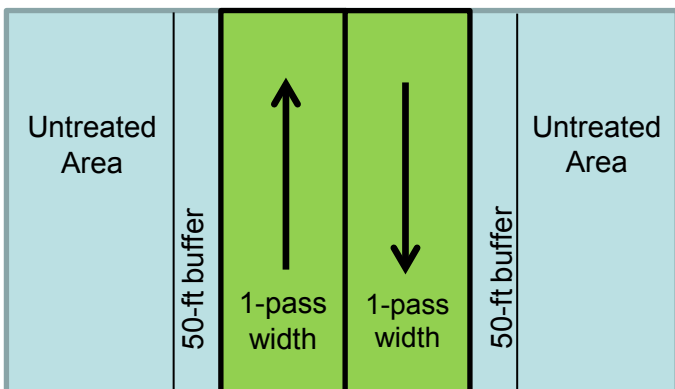 Untreated
Area
50-ft buffer
1-pass
width
1-pass
width
50-ft buffer
Untreated
Area